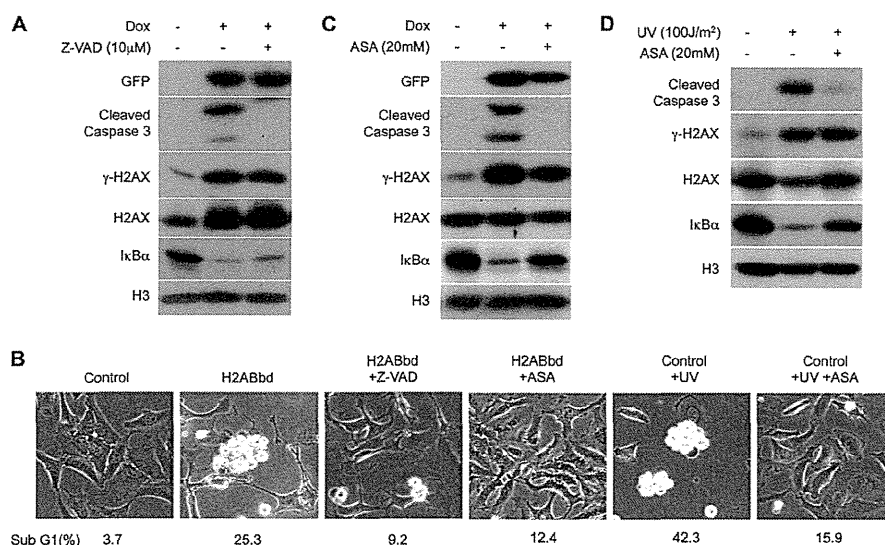 A
Dox - + +
Z-VAD (10μM) - - +
GFP
Cleaved
Caspase 3
γ-H2AX
H2AX
IκBα
H3
C
Dox - + +
ASA (20mM) - - +
GFP
Cleaved
Caspase 3
γ-H2AX
H2AX
IκBα
H3
D
UV (100J/m²) - + +
ASA (20mM) - - +
Cleaved
Caspase 3
γ-H2AX
H2AX
IκBα
H3
B
Control
H2ABbd
H2ABbd
+Z-VAD
H2ABbd
+ASA
Control
+UV
Control
+UV +ASA
Sub G1(%) 3.7 25.3 9.2 12.4 42.3 15.9